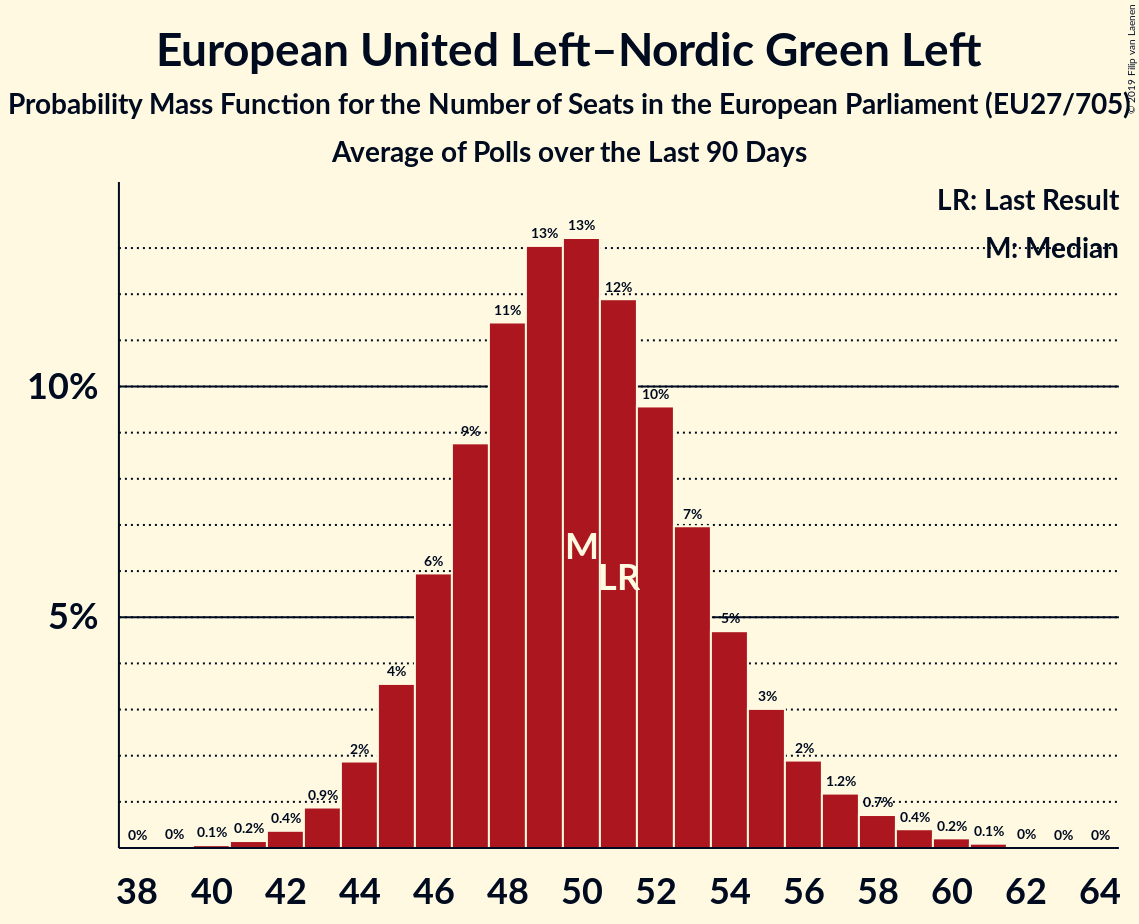 European United Left–Nordic Green Left
Probability Mass Function for the Number of Seats in the European Parliament (EU27/705)
Average of Polls over the Last 90 Days
© 2019 Filip van Laenen
LR: Last Result
M: Median
10%
5%
0% 0% 0.1% 0.2% 0.4% 0.9% 2% 4% 6% 9% 11% 13% 13% 12% 10% 7% 5% 3% 2% 1.2% 0.7% 0.4% 0.2% 0.1% 0% 0% 0%
M
LR
38 40 42 44 46 48 50 52 54 56 58 60 62 64